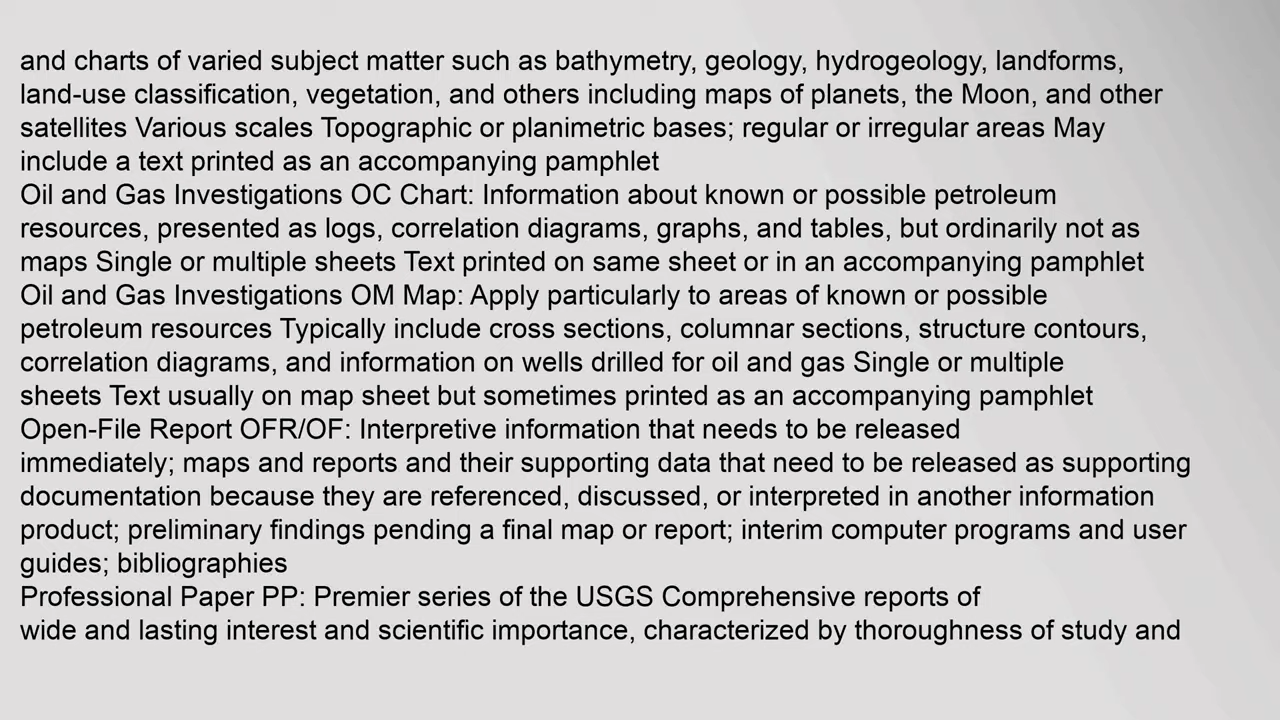 and charts of varied subject matter such as bathymetry, geology, hydrogeology, landforms,
land-use classification, vegetation, and others including maps of planets, the Moon, and other
satellites Various scales Topographic or planimetric bases; regular or irregular areas May
include a text printed as an accompanying pamphlet
Oil and Gas Investigations OC Chart: Information about known or possible petroleum
resources, presented as logs, correlation diagrams, graphs, and tables, but ordinarily not as
maps Single or multiple sheets Text printed on same sheet or in an accompanying pamphlet
Oil and Gas Investigations OM Map: Apply particularly to areas of known or possible
petroleum resources Typically include cross sections, columnar sections, structure contours,
correlation diagrams, and information on wells drilled for oil and gas Single or multiple
sheets Text usually on map sheet but sometimes printed as an accompanying pamphlet
Open-File Report OFR/OF: Interpretive information that needs to be released
immediately; maps and reports and their supporting data that need to be released as supporting
documentation because they are referenced, discussed, or interpreted in another information
product; preliminary findings pending a final map or report; interim computer programs and user
guides; bibliographies
Professional Paper PP: Premier series of the USGS Comprehensive reports of
wide and lasting interest and scientific importance, characterized by thoroughness of study and